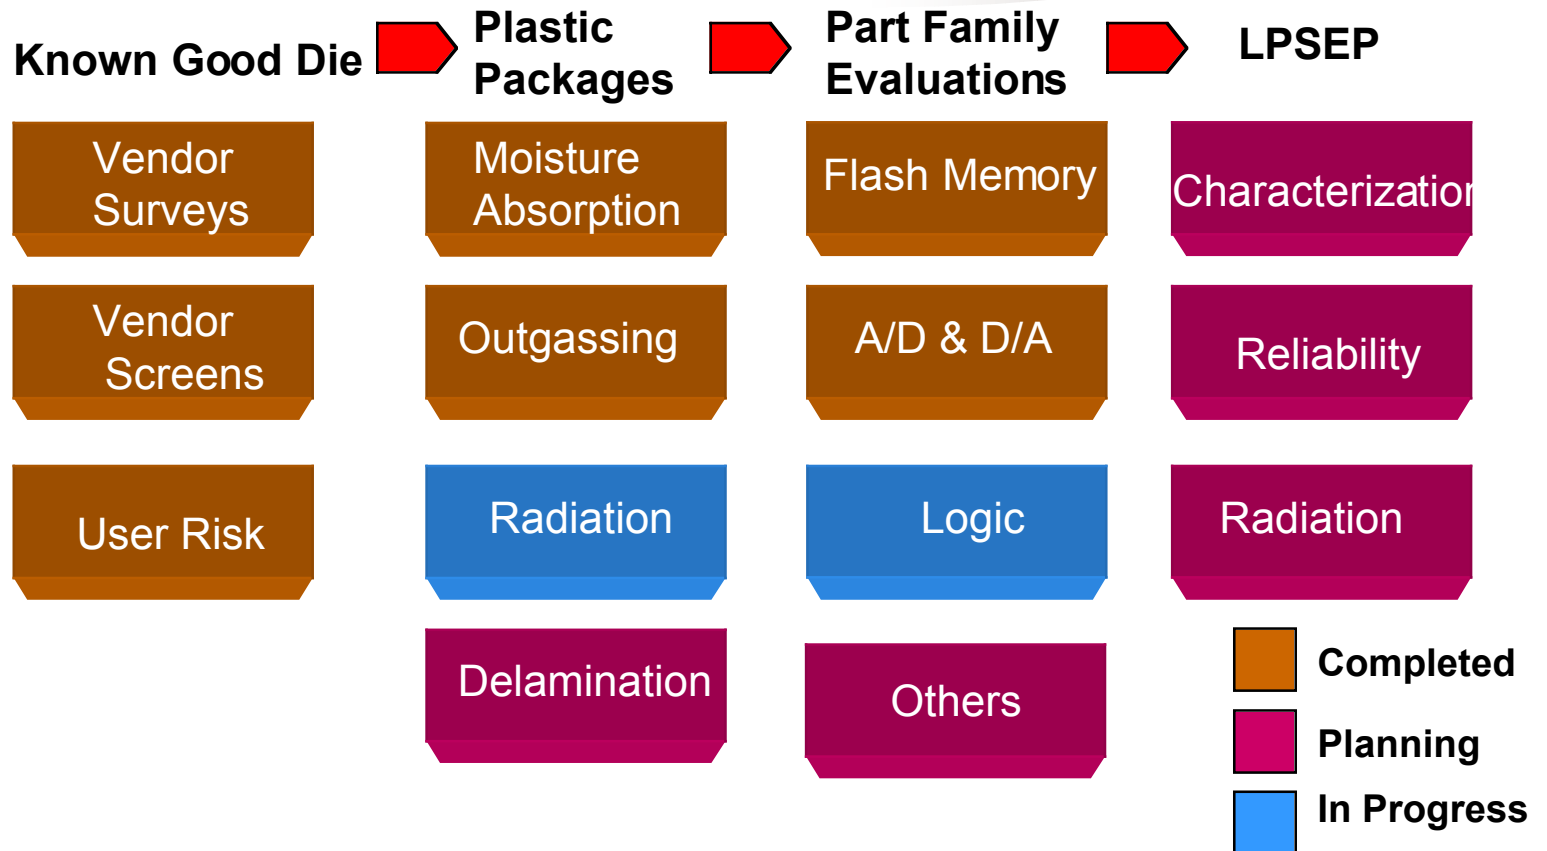 Known Good Die
Plastic
Packages
Part Family
Evaluations
LPSEP
Vendor
Surveys
Moisture
Absorption
Flash Memory
Characterization
Vendor
Screens
Outgassing
A/D & D/A
Reliability
User Risk
Radiation
Logic
Radiation
Delamination
Others
Completed
Planning
In Progress